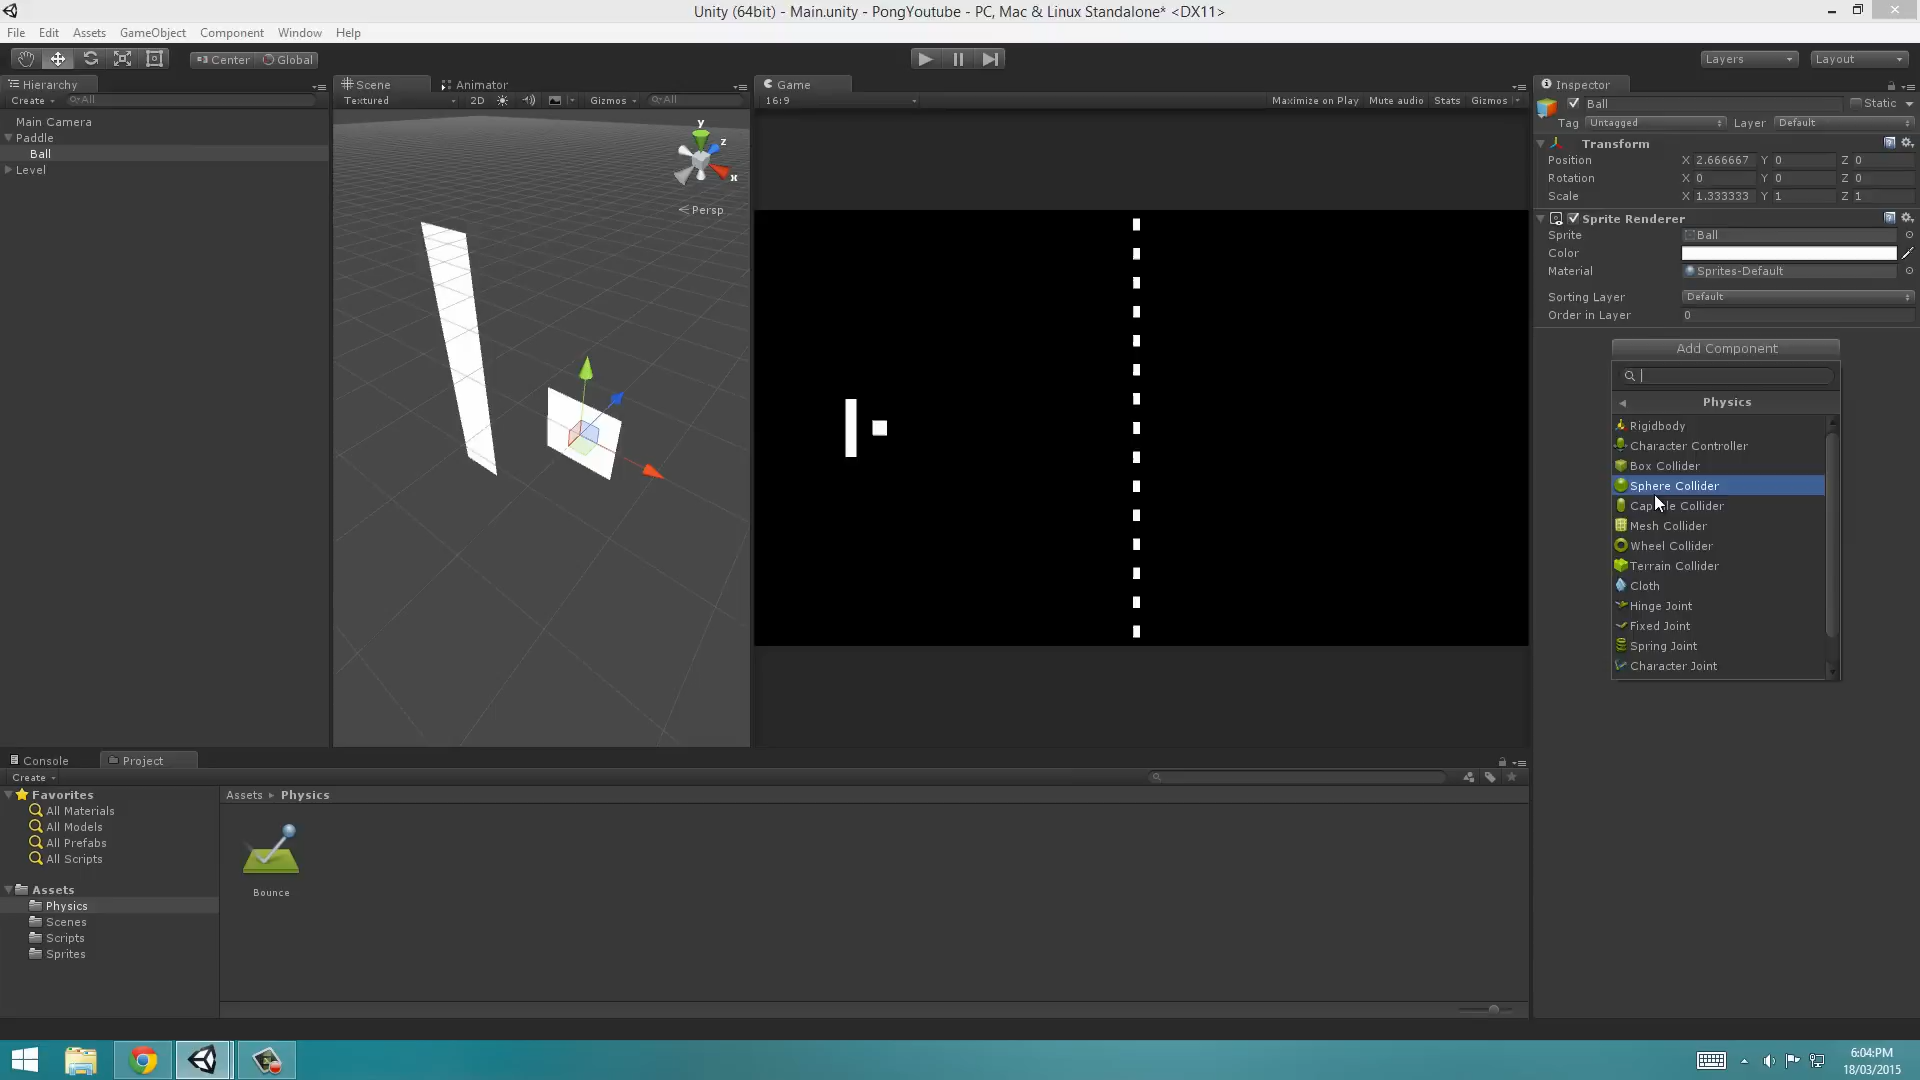 Unity (64bit) - Main.unity - PongYoutube - PC, Mac & Linux Standalone* <DX11>
File Edit Assets GameObject Component Window Help
Center Global Layers Layout
Hierarchy
Create All
Main Camera
Paddle
Ball
Level
Scene Animator
Textured 2D Gizmos All
y
z
x
Persp
Game
16:9 Maximize on Play Mute audio Stats Gizmos
Inspector
Ball Static
Tag Untagged Layer Default
Transform
Position X 2.666667 Y 0 Z 0
Rotation X 0 Y 0 Z 0
Scale X 1.333333 Y 1 Z 1
Sprite Renderer
Sprite Ball
Color
Material Sprites-Default
Sorting Layer Default
Order in Layer 0
Add Component
Physics
Rigidbody
Character Controller
Box Collider
Sphere Collider
Capsule Collider
Mesh Collider
Wheel Collider
Terrain Collider
Cloth
Hinge Joint
Fixed Joint
Spring Joint
Character Joint
Console Project
Create
Favorites
All Materials
All Models
All Prefabs
All Scripts
Assets
Physics
Scenes
Scripts
Sprites
Assets Physics
Bounce
6:04:PM
18/03/2015